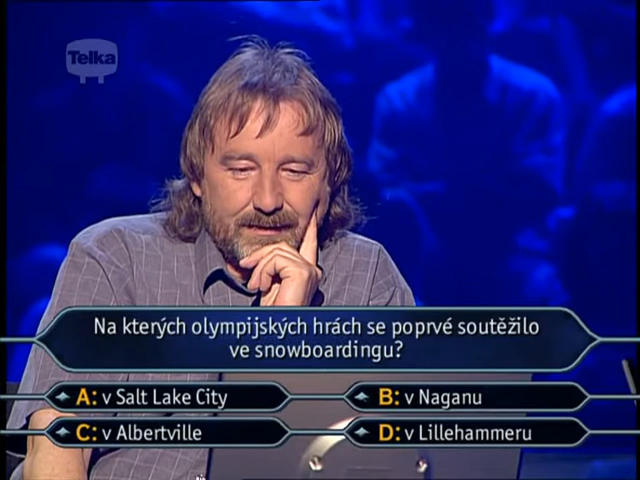 Telka
Na kterých olympijských hrách se poprvé soutěžilo
ve snowboardingu?
A: v Salt Lake City
B: v Naganu
C: v Albertville
D: v Lillehammeru